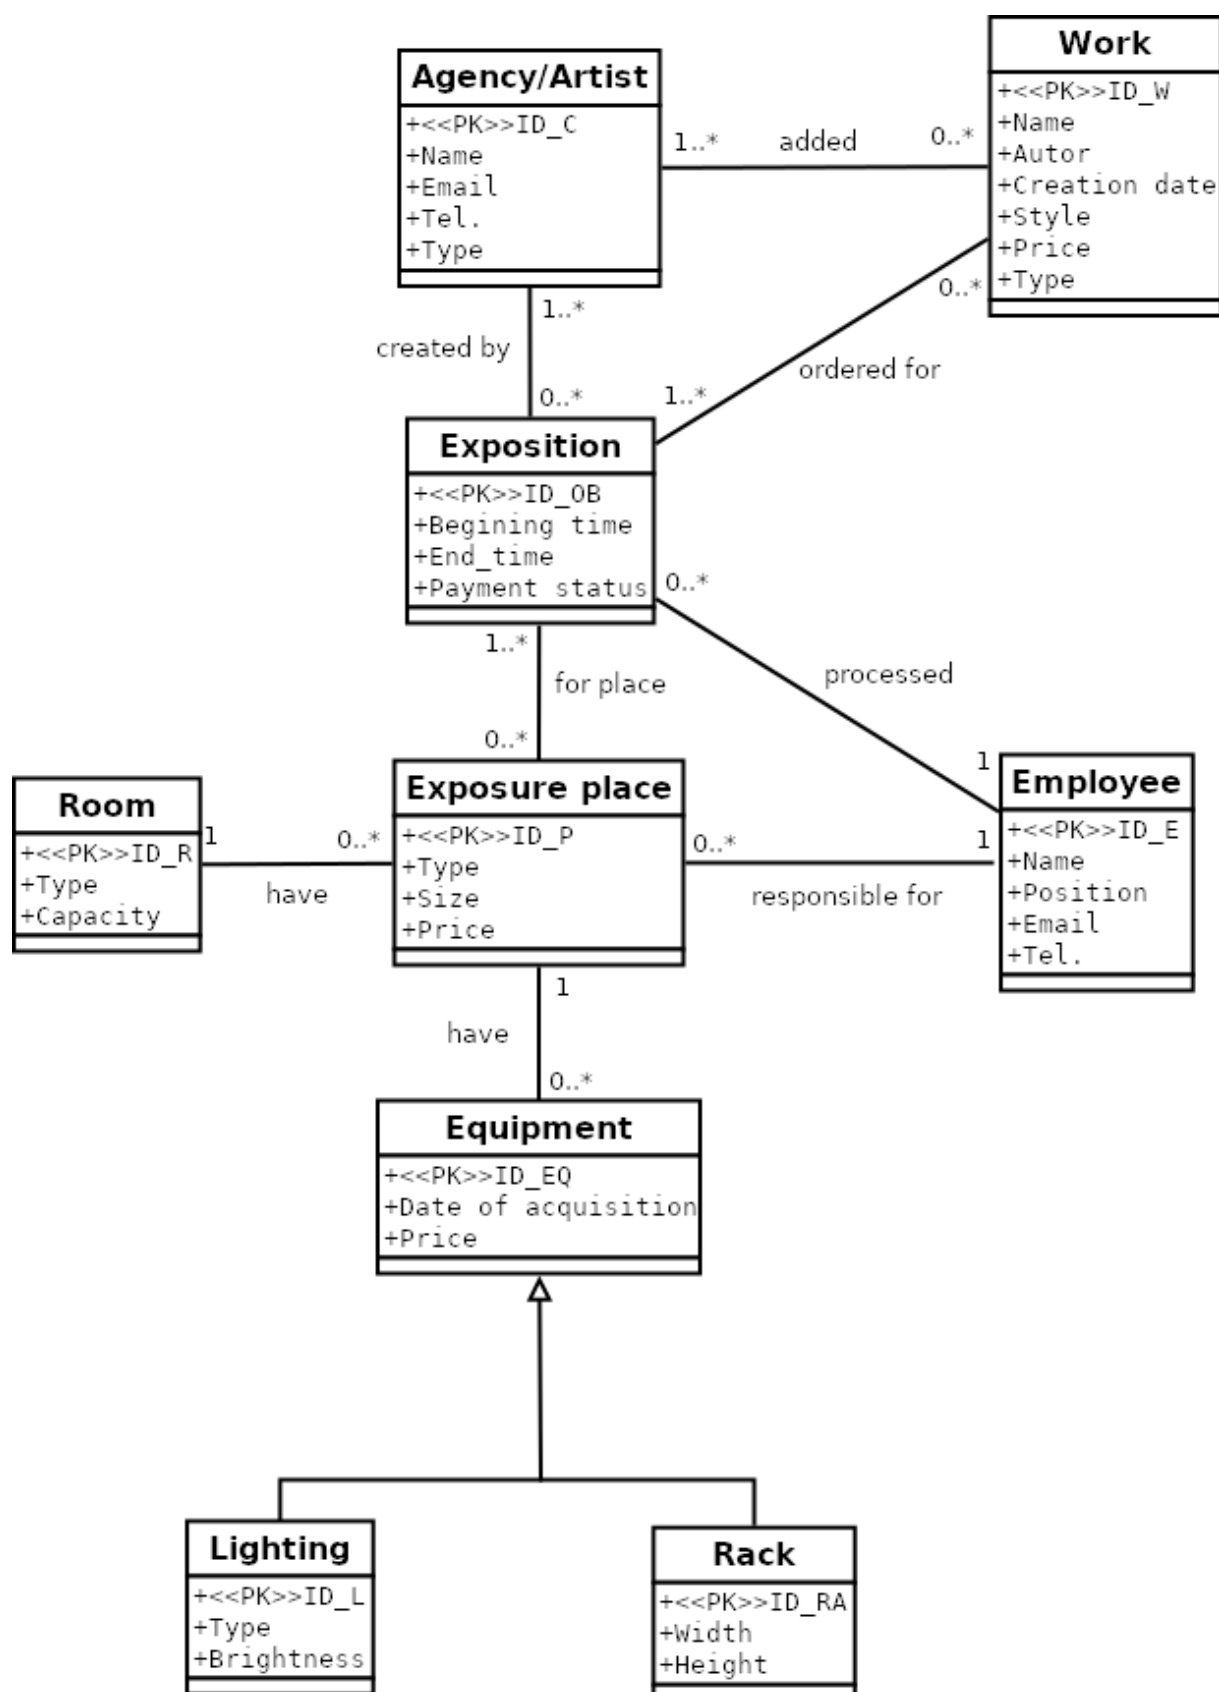 Agency/Artist
+<<PK>>ID_C
+Name
+Email
+Tel.
+Type
1..*
added
0..*
Work
+<<PK>>ID_W
+Name
+Autor
+Creation date
+Style
+Price
+Type
1..*
created by
0..*
0..*
ordered for
1..*
Exposition
+<<PK>>ID_OB
+Begining time
+End_time
+Payment status
0..*
processed
1
1..*
for place
0..*
Room
+<<PK>>ID_R
+Type
+Capacity
1
have
0..*
Exposure place
+<<PK>>ID_P
+Type
+Size
+Price
0..*
responsible for
1
Employee
+<<PK>>ID_E
+Name
+Position
+Email
+Tel.
1
have
0..*
Equipment
+<<PK>>ID_EQ
+Date of acquisition
+Price
Lighting
+<<PK>>ID_L
+Type
+Brightness
Rack
+<<PK>>ID_RA
+Width
+Height